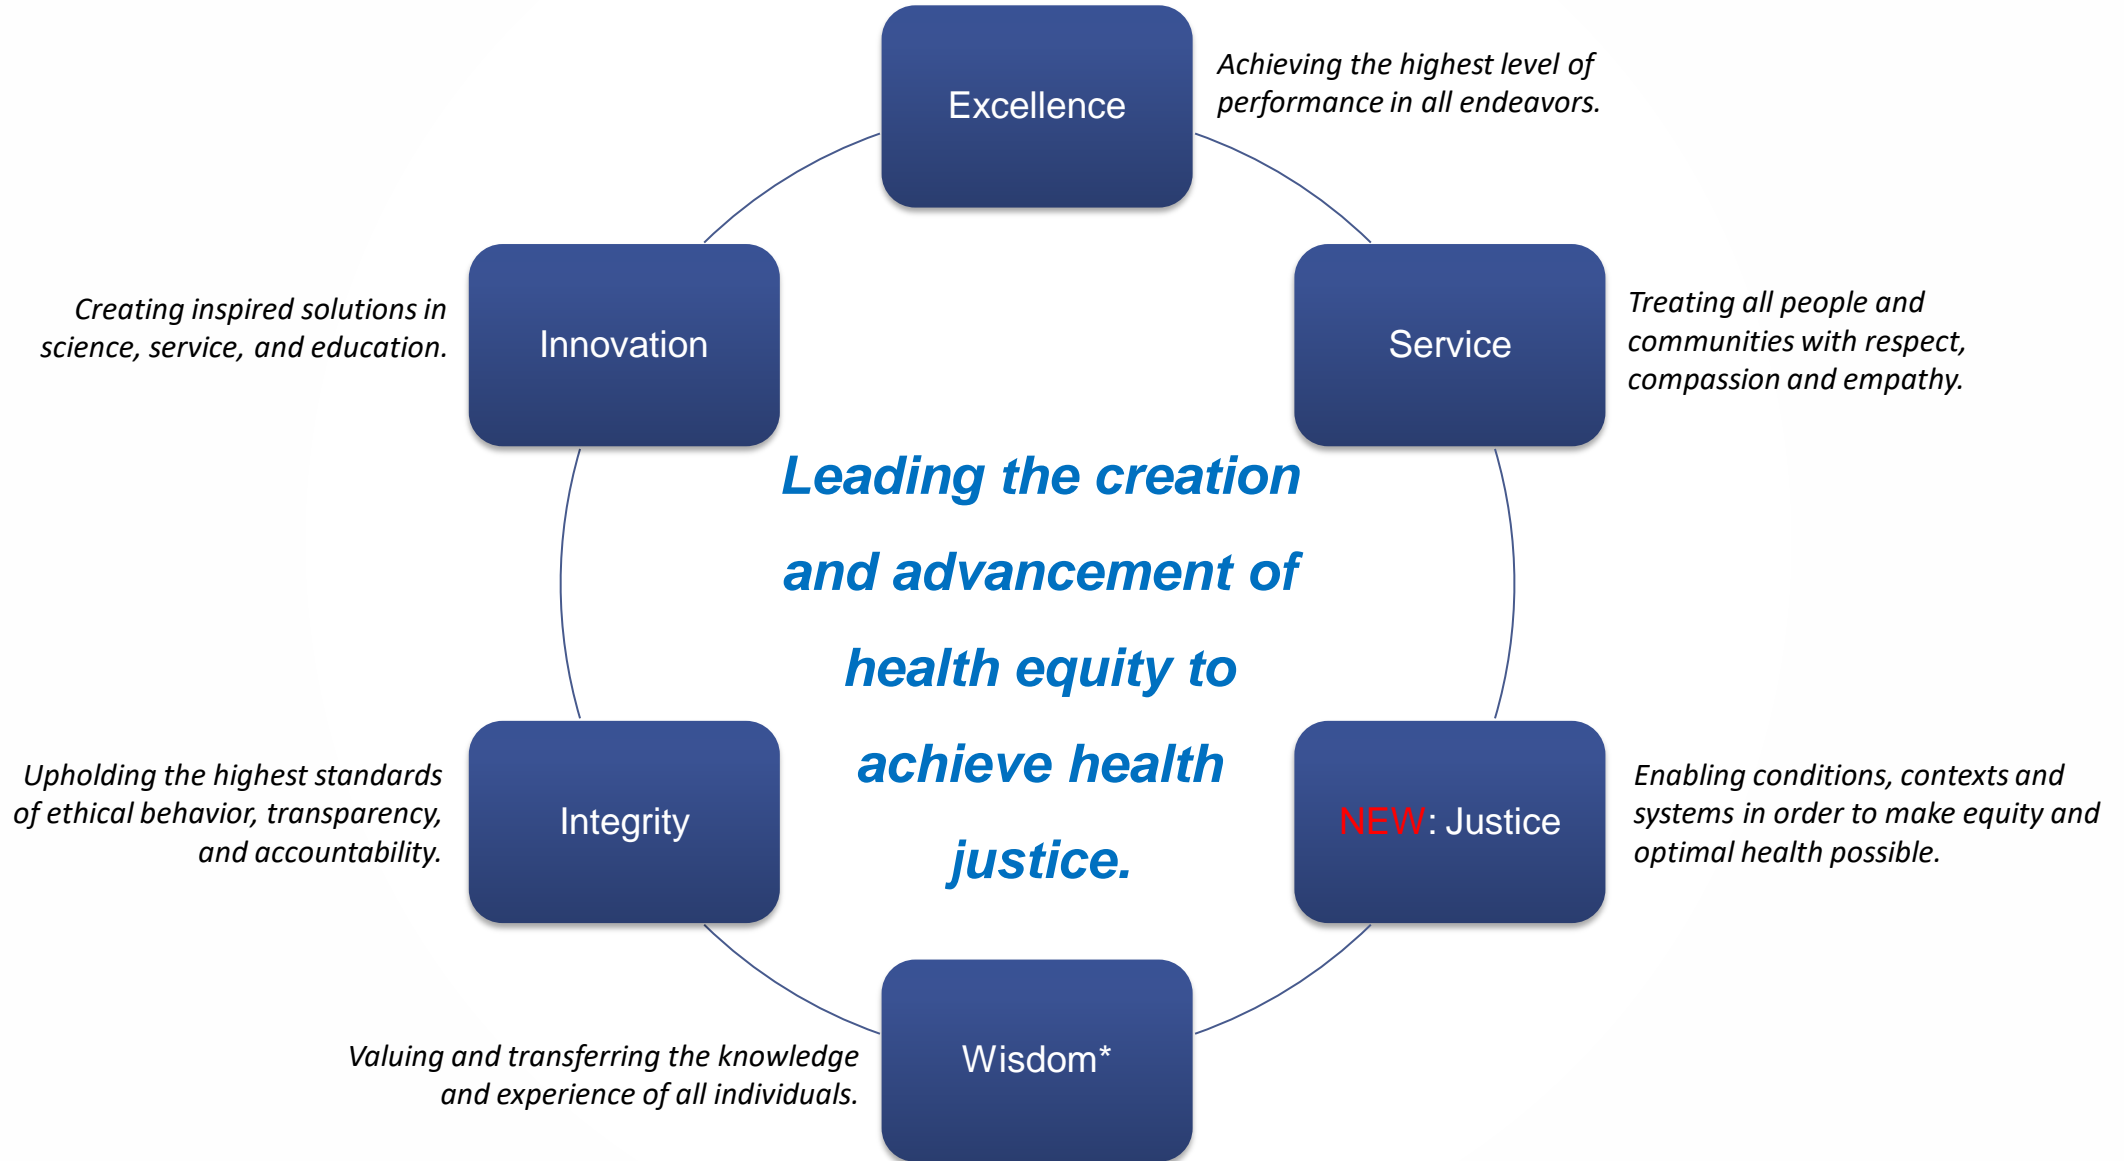 Excellence
Achieving the highest level of
performance in all endeavors.
Creating inspired solutions in
science, service, and education.
Innovation
Service
Treating all people and
communities with respect,
compassion and empathy.
Leading the creation
and advancement of
health equity to
achieve health
justice.
Upholding the highest standards
of ethical behavior, transparency,
and accountability.
Integrity
NEW: Justice
Enabling conditions, contexts and
systems in order to make equity and
optimal health possible.
Valuing and transferring the knowledge
and experience of all individuals.
Wisdom*